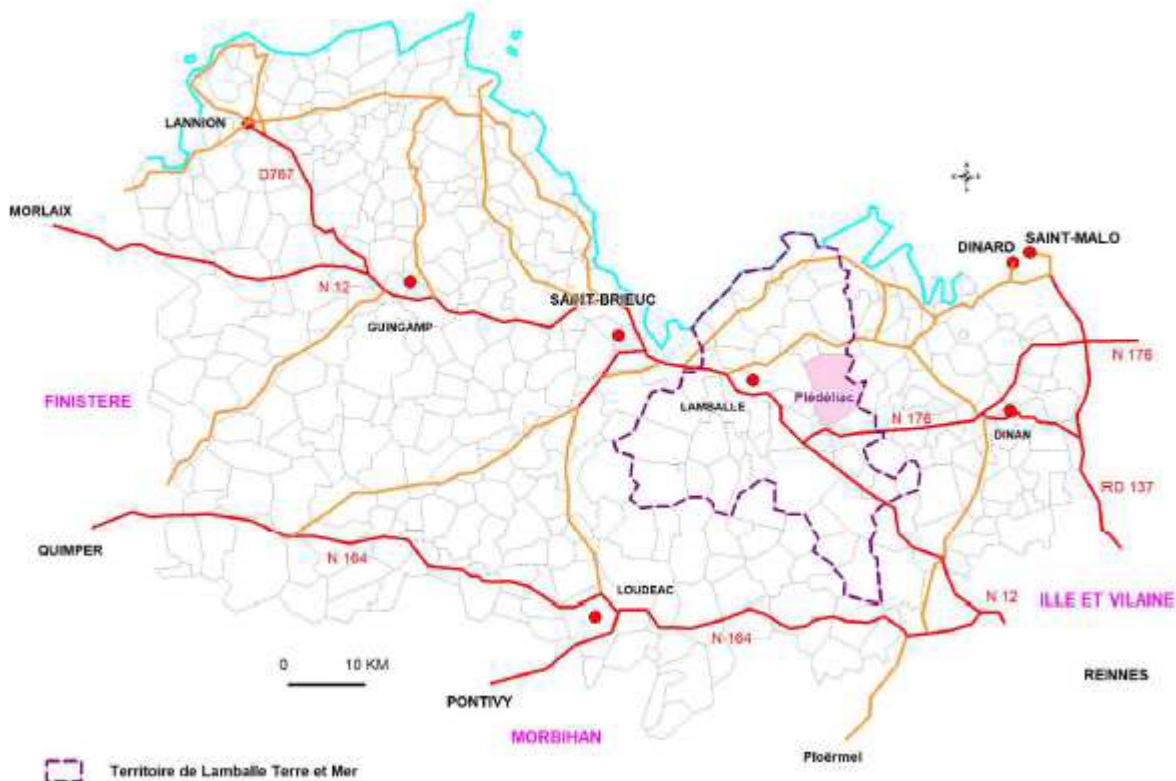 LANNION
D767
MORLAIX
SAINT-MALO
DINARD
N 12
SAINT-BRIEUC
GUINGAMP
N 176
FINISTERE
Plédéliac
LAMBALLE
N 176
DINAN
RD 137
QUIMPER
N 164
LOUDEAC
N 12
ILLE ET VILAINE
N 164
0 10 KM
RENNES
PONTIVY
MORBIHAN
Ploërmel
Territoire de Lamballe Terre et Mer